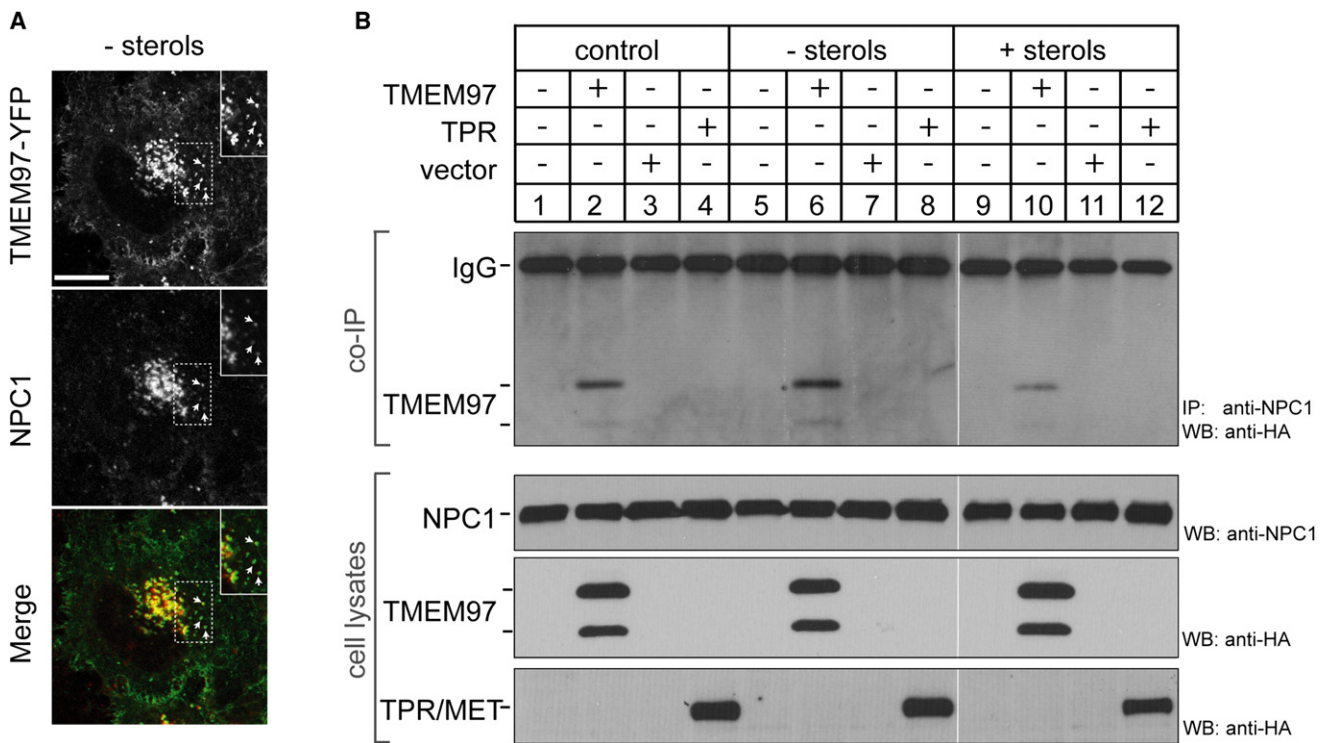 A
- sterols
TMEM97-YFP
NPC1
Merge
B
control - sterols + sterols
TMEM97 - + - - - + - - - + - -
TPR - - - + - - - + - - - +
vector - - + - - - + - - - + -
1 2 3 4 5 6 7 8 9 10 11 12
co-IP
IgG-
TMEM97
IP: anti-NPC1
WB: anti-HA
cell lysates
NPC1-
WB: anti-NPC1
TMEM97
WB: anti-HA
TPR/MET-
WB: anti-HA